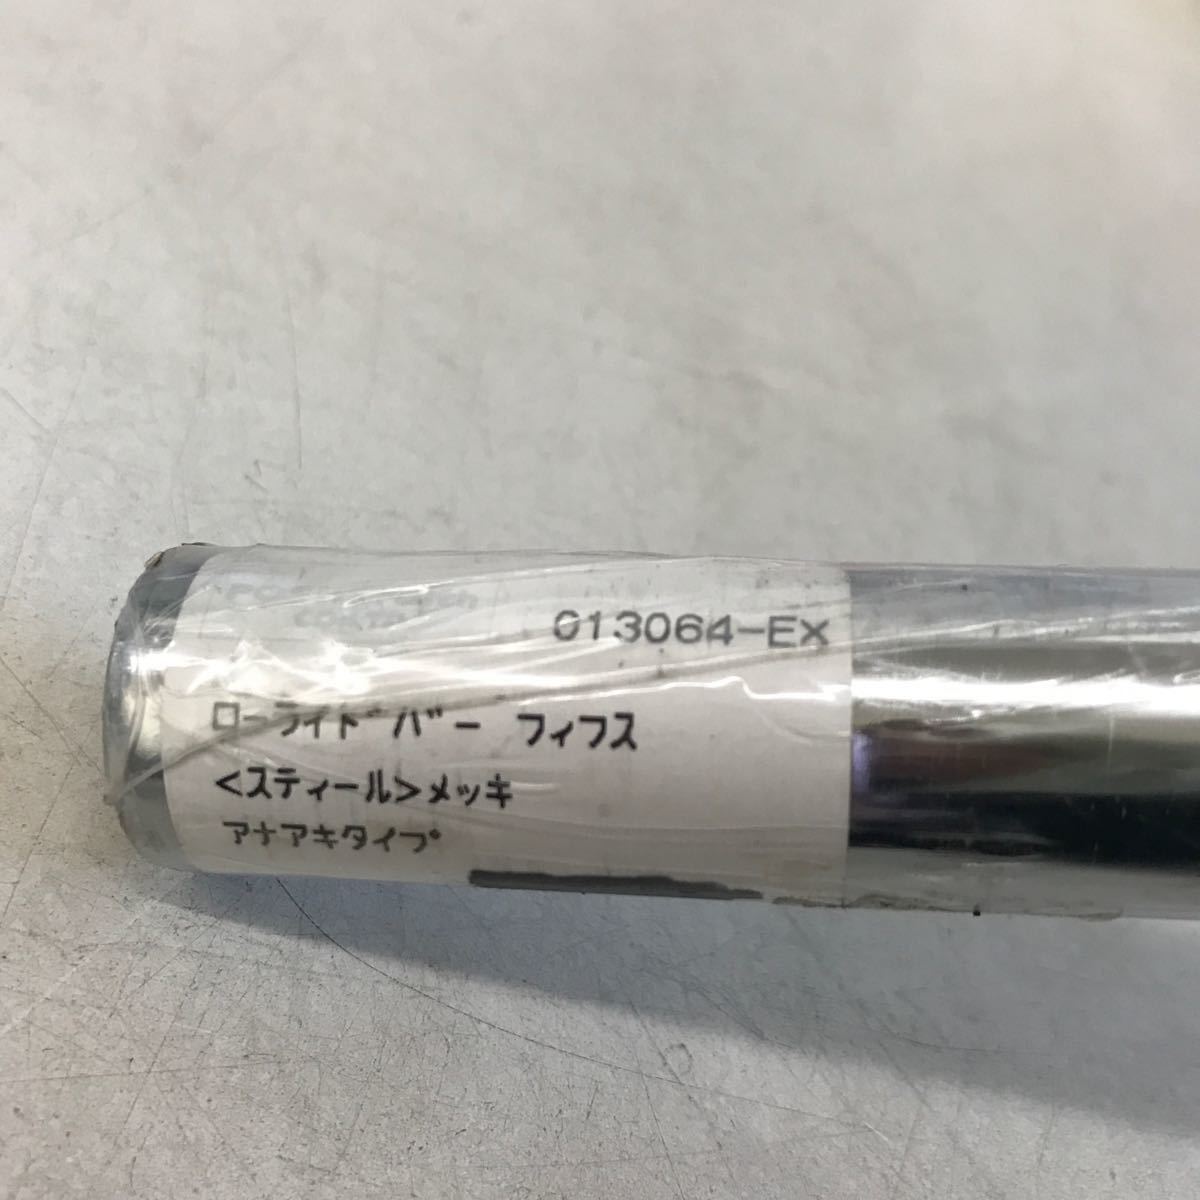 013064-EX
ローライドバー フィフス
<スティール>メッキ
アナアキタイプ